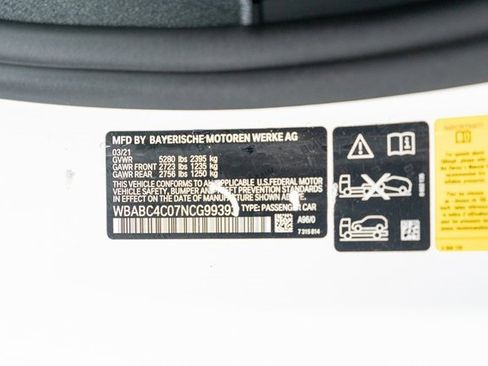 MFD BY BAYERISCHE MOTOREN WERKE AG
03/21
GVWR 5280 lbs 2395 kg
GAWR FRONT 2723 lbs 1235 kg
GAWR REAR 2756 lbs 1250 kg
THIS VEHICLE CONFORMS TO ALL APPLICABLE U.S. FEDERAL MOTOR
VEHICLE SAFETY, BUMPER AND THEFT PREVENTION STANDARDS
IN EFFECT ON THE DATE OF MANUFACTURE SHOWN ABOVE.
WBABC4C07NCG9939 TYPE: PASSENGER CAR
A96/0
7 315 814